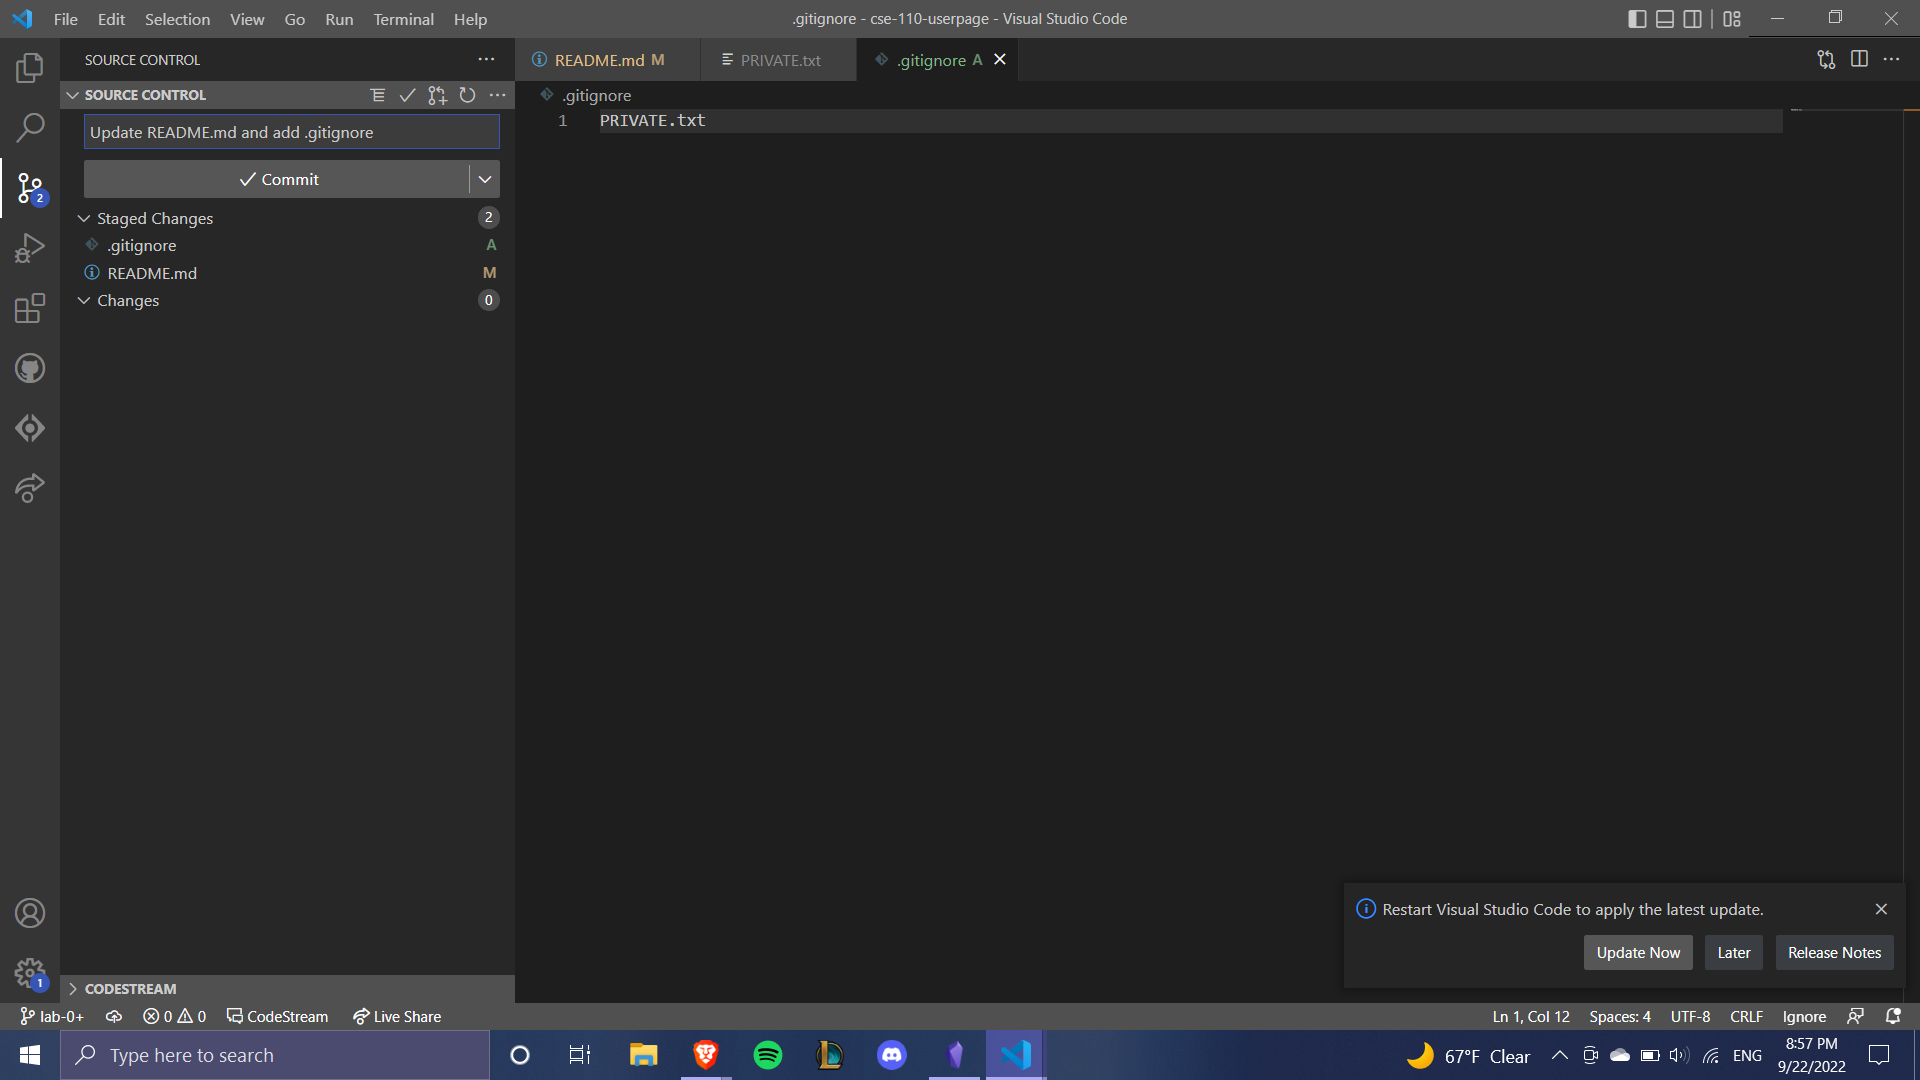 File Edit Selection View Go Run Terminal Help
.gitignore - cse-110-userpage - Visual Studio Code
SOURCE CONTROL
README.md M
PRIVATE.txt
.gitignore A
SOURCE CONTROL
.gitignore
1 PRIVATE.txt
Update README.md and add .gitignore
Commit
2
Staged Changes 2
.gitignore A
README.md M
Changes 0
Restart Visual Studio Code to apply the latest update.
Update Now Later Release Notes
1
CODESTREAM
lab-0+ 0 0 CodeStream Live Share
Ln 1, Col 12 Spaces: 4 UTF-8 CRLF Ignore
Type here to search
67°F Clear ENG
8:57 PM
9/22/2022